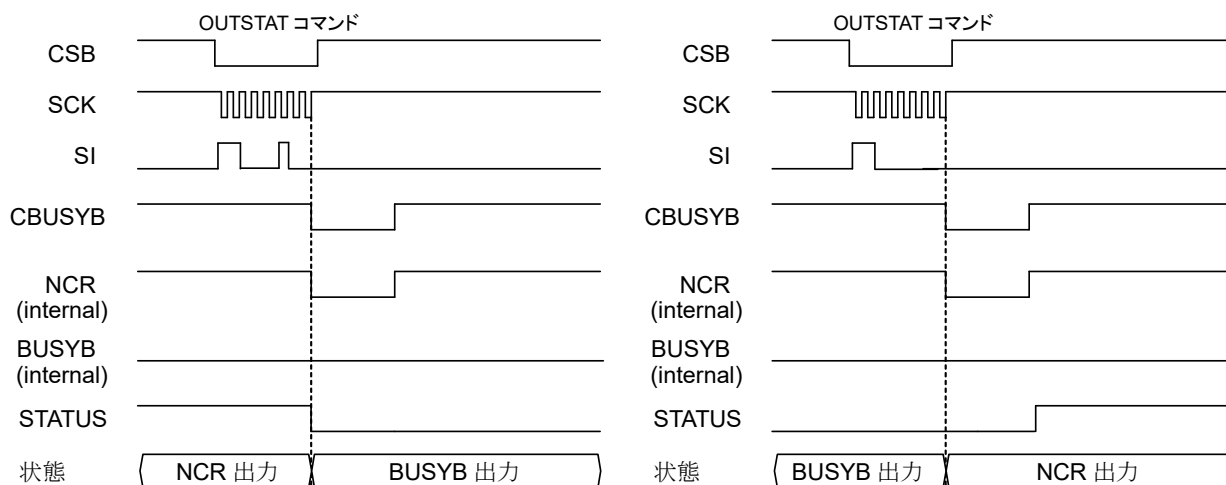 OUTSTAT コマンド
CSB
SCK
SI
CBUSYB
NCR
(internal)
BUSYB
(internal)
STATUS
状態
NCR 出力
BUSYB 出力
OUTSTAT コマンド
CSB
SCK
SI
CBUSYB
NCR
(internal)
BUSYB
(internal)
STATUS
状態
BUSYB 出力
NCR 出力